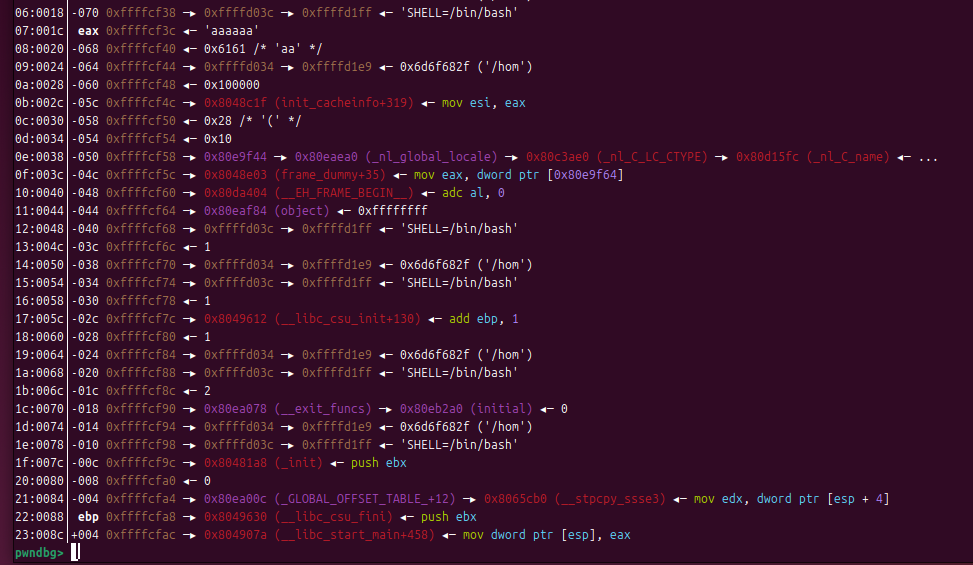 06:0018│-070 0xffffcf38 —▸ 0xffffd03c —▸ 0xffffd1ff ◂— 'SHELL=/bin/bash'
07:001c│ eax 0xffffcf3c ◂— 'aaaaaa'
08:0020│-068 0xffffcf40 ◂— 0x6161 /* 'aa' */
09:0024│-064 0xffffcf44 —▸ 0xffffd034 —▸ 0xffffd1e9 ◂— 0x6d6f682f ('/hom')
0a:0028│-060 0xffffcf48 ◂— 0x100000
0b:002c│-05c 0xffffcf4c —▸ 0x8048c1f (init_cacheinfo+319) ◂— mov esi, eax
0c:0030│-058 0xffffcf50 ◂— 0x28 /* '(' */
0d:0034│-054 0xffffcf54 ◂— 0x10
0e:0038│-050 0xffffcf58 —▸ 0x80e9f44 —▸ 0x80eaea0 (_nl_global_locale) —▸ 0x80c3ae0 (_nl_C_LC_CTYPE) —▸ 0x80d15fc (_nl_C_name) ◂— ...
0f:003c│-04c 0xffffcf5c —▸ 0x8048e03 (frame_dummy+35) ◂— mov eax, dword ptr [0x80e9f64]
10:0040│-048 0xffffcf60 —▸ 0x80da404 (__EH_FRAME_BEGIN__) ◂— adc al, 0
11:0044│-044 0xffffcf64 —▸ 0x80eaf84 (object) ◂— 0xffffffff
12:0048│-040 0xffffcf68 —▸ 0xffffd03c —▸ 0xffffd1ff ◂— 'SHELL=/bin/bash'
13:004c│-03c 0xffffcf6c ◂— 1
14:0050│-038 0xffffcf70 —▸ 0xffffd034 —▸ 0xffffd1e9 ◂— 0x6d6f682f ('/hom')
15:0054│-034 0xffffcf74 —▸ 0xffffd03c —▸ 0xffffd1ff ◂— 'SHELL=/bin/bash'
16:0058│-030 0xffffcf78 ◂— 1
17:005c│-02c 0xffffcf7c —▸ 0x8049612 (__libc_csu_init+130) ◂— add ebp, 1
18:0060│-028 0xffffcf80 ◂— 1
19:0064│-024 0xffffcf84 —▸ 0xffffd034 —▸ 0xffffd1e9 ◂— 0x6d6f682f ('/hom')
1a:0068│-020 0xffffcf88 —▸ 0xffffd03c —▸ 0xffffd1ff ◂— 'SHELL=/bin/bash'
1b:006c│-01c 0xffffcf8c ◂— 2
1c:0070│-018 0xffffcf90 —▸ 0x80ea078 (__exit_funcs) —▸ 0x80eb2a0 (initial) ◂— 0
1d:0074│-014 0xffffcf94 —▸ 0xffffd034 —▸ 0xffffd1e9 ◂— 0x6d6f682f ('/hom')
1e:0078│-010 0xffffcf98 —▸ 0xffffd03c —▸ 0xffffd1ff ◂— 'SHELL=/bin/bash'
1f:007c│-00c 0xffffcf9c —▸ 0x80481a8 (_init) ◂— push ebx
20:0080│-008 0xffffcfa0 ◂— 0
21:0084│-004 0xffffcfa4 —▸ 0x80ea00c (_GLOBAL_OFFSET_TABLE_+12) —▸ 0x8065cb0 (__stpcpy_ssse3) ◂— mov edx, dword ptr [esp + 4]
22:0088│ ebp 0xffffcfa8 —▸ 0x8049630 (__libc_csu_fini) ◂— push ebx
23:008c│+004 0xffffcfac —▸ 0x804907a (__libc_start_main+458) ◂— mov dword ptr [esp], eax
pwndbg>